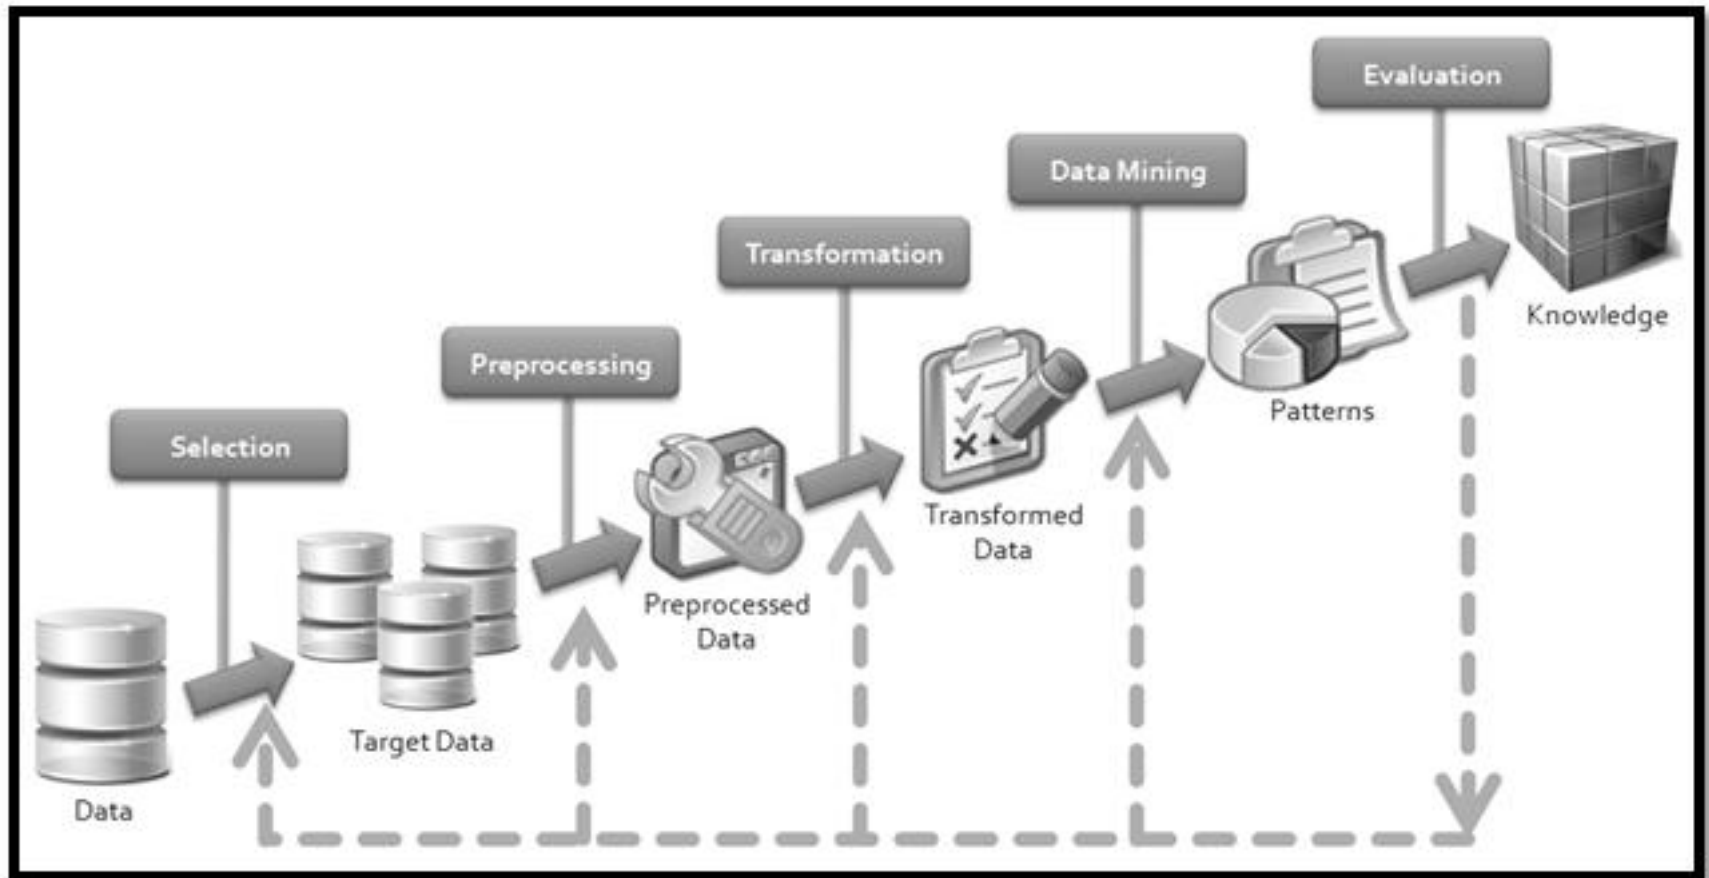 Evaluation
Data Mining
Transformation
Knowledge
Preprocessing
Patterns
Selection
Transformed
Data
Preprocessed
Data
Target Data
Data